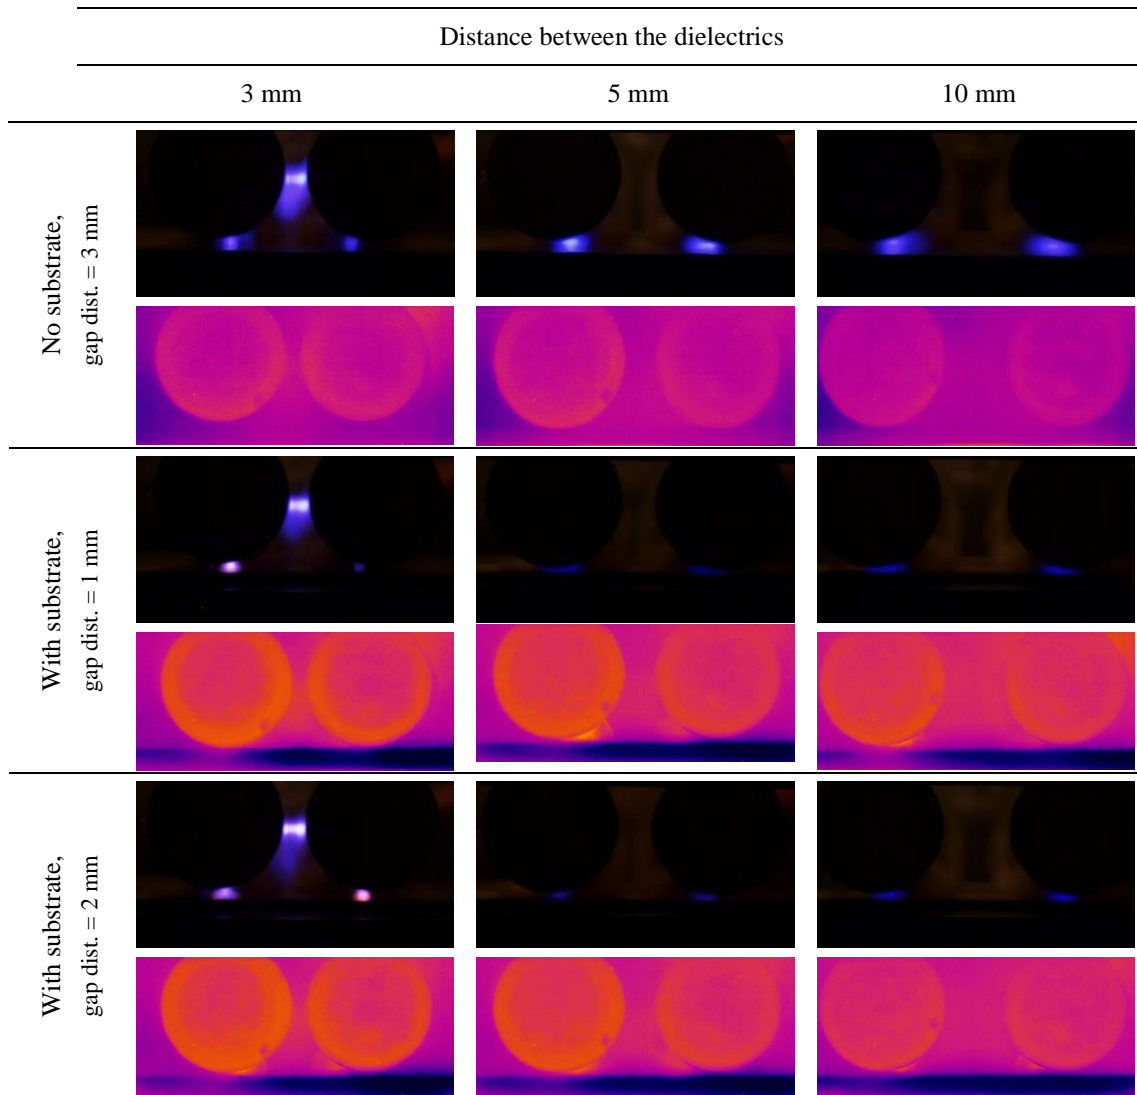 Distance between the dielectrics
3 mm
5 mm
10 mm
No substrate,
gap dist. = 3 mm
With substrate,
gap dist. = 1 mm
With substrate,
gap dist. = 2 mm